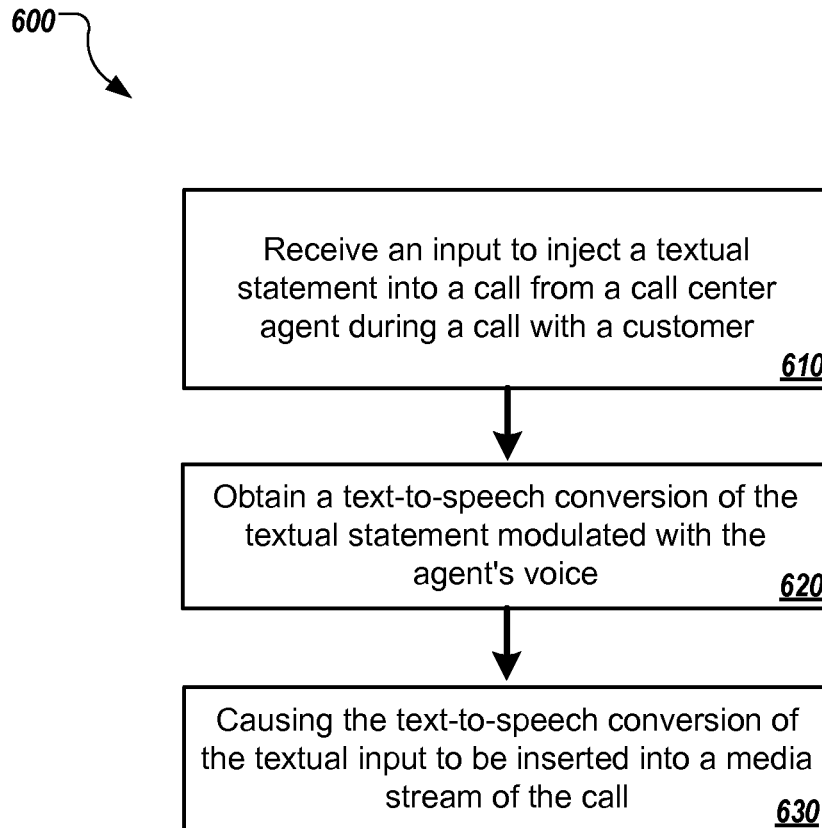 600
Receive an input to inject a textual
statement into a call from a call center
agent during a call with a customer
610
Obtain a text-to-speech conversion of the
textual statement modulated with the
agent's voice
620
Causing the text-to-speech conversion of
the textual input to be inserted into a media
stream of the call
630